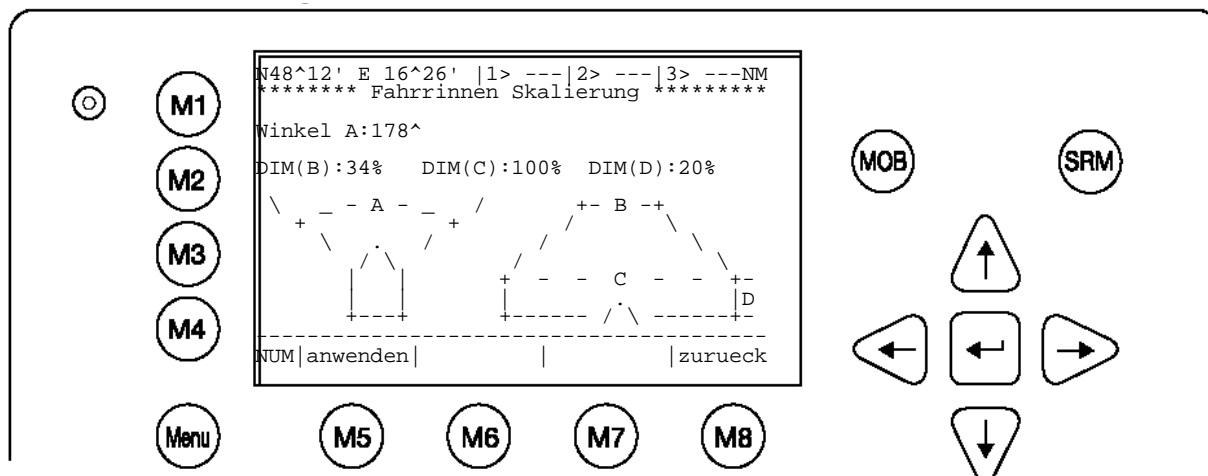 N48^12' E 16^26' |1> ---|2> ---|3> ---NM
******** Fahrrinnen Skalierung *********
Winkel A:178^
DIM(B):34% DIM(C):100% DIM(D):20%
A
B
C
D
NUM|anwenden| | |zurueck
M1
M2
M3
M4
Menu
M5
M6
M7
M8
MOB
SRM